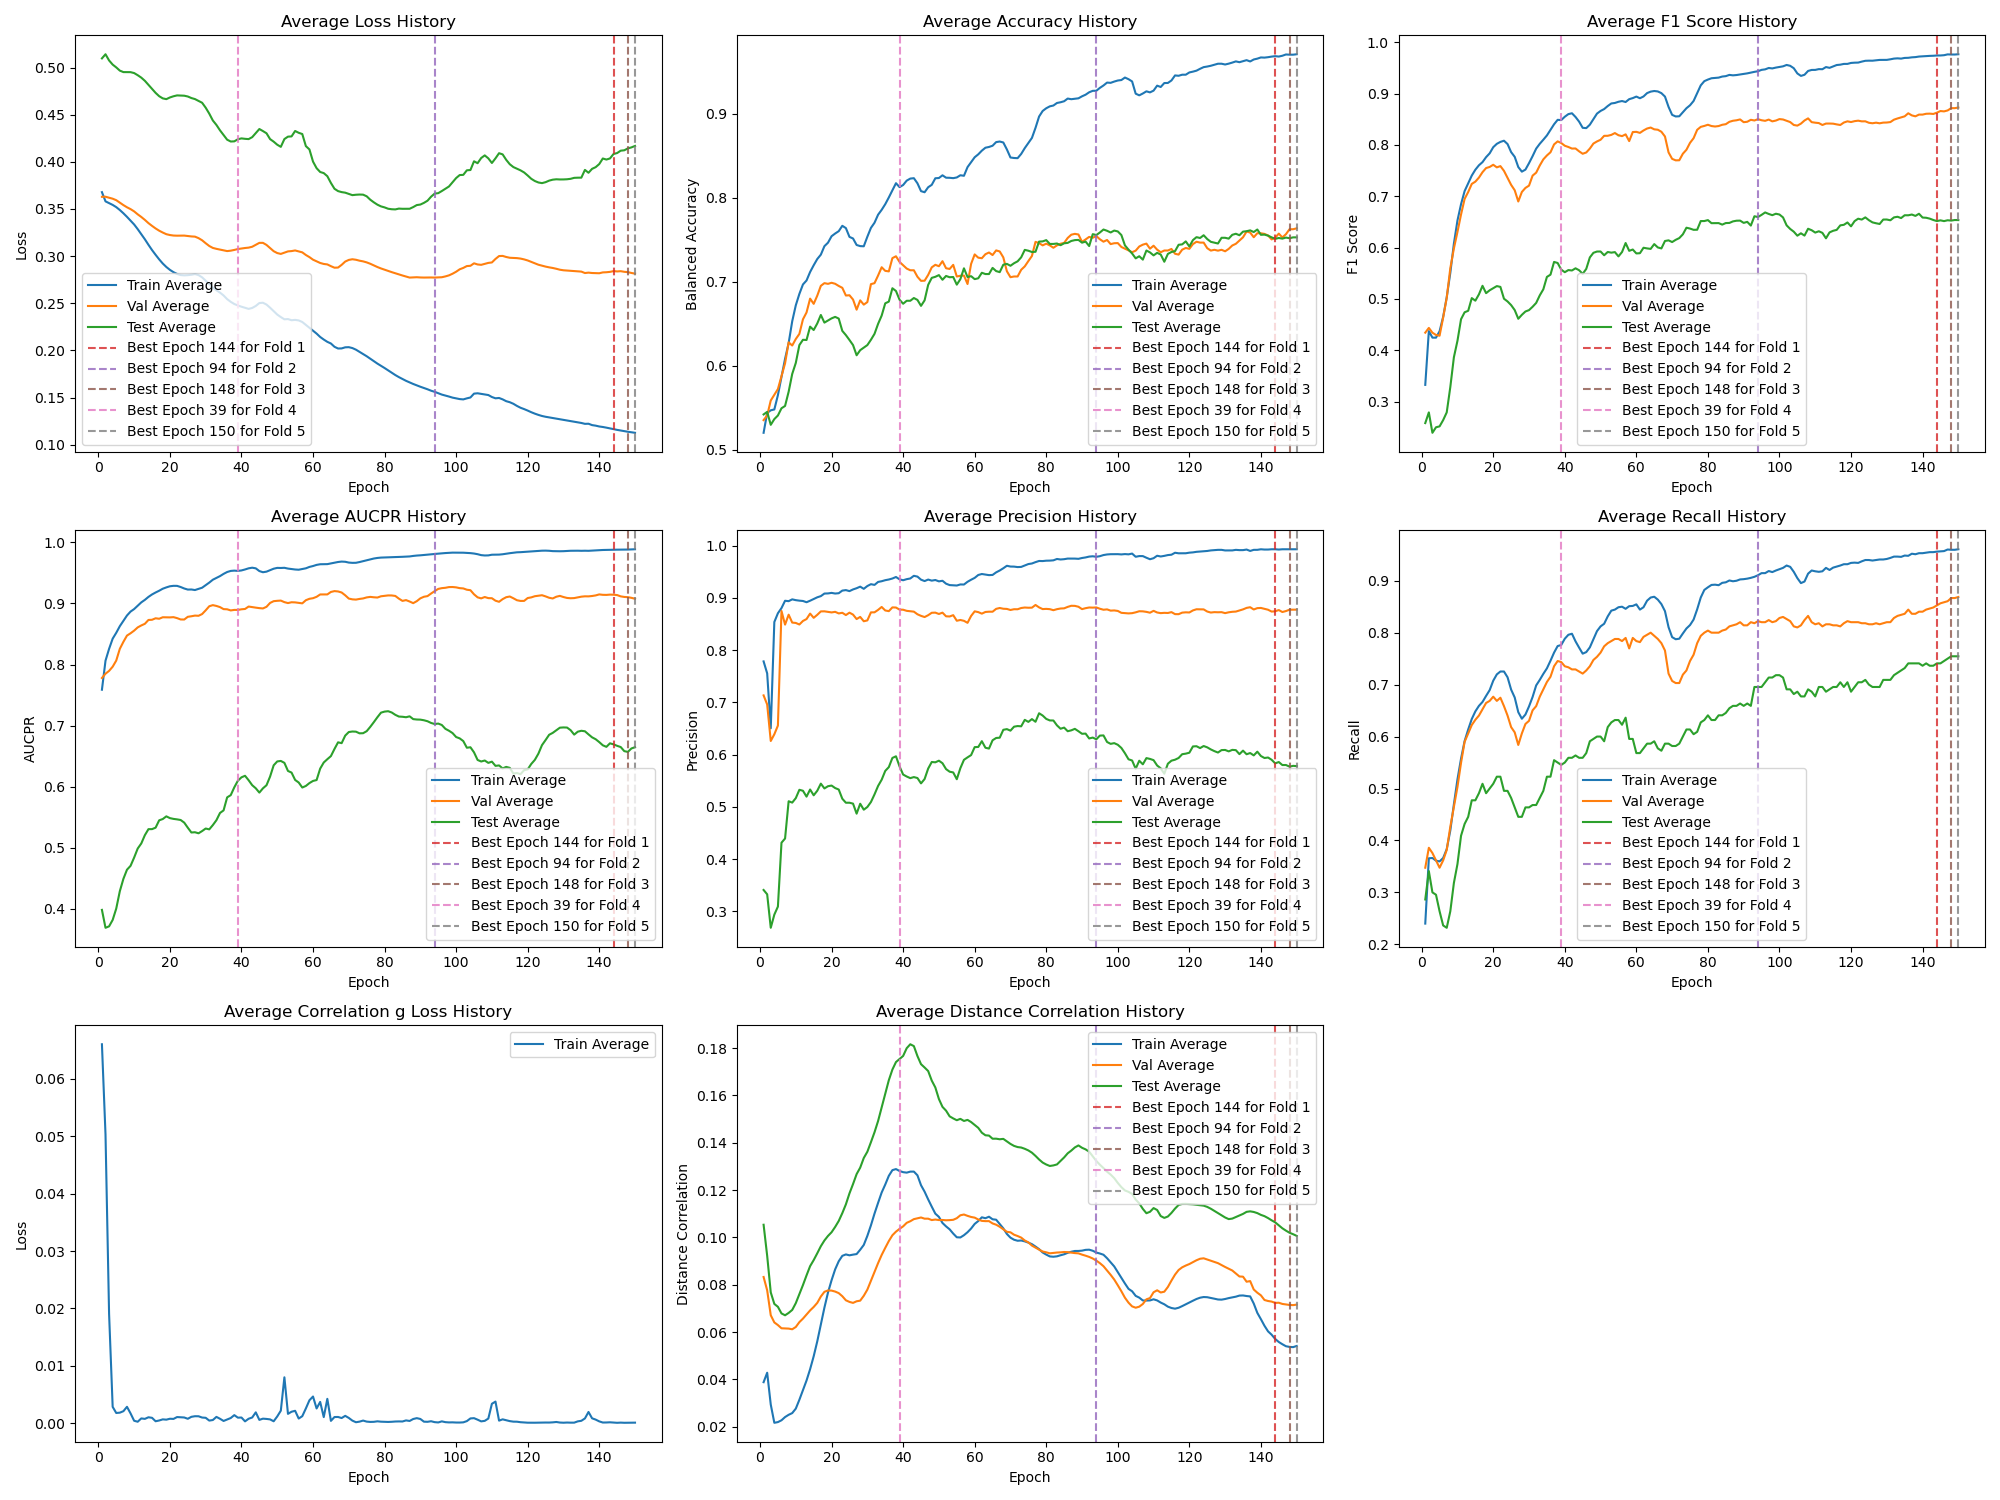 Average Loss History
Loss
0.50
0.45
0.40
0.35
0.30
0.25
0.20
0.15
0.10
Train Average
Val Average
Test Average
Best Epoch 144 for Fold 1
Best Epoch 94 for Fold 2
Best Epoch 148 for Fold 3
Best Epoch 39 for Fold 4
Best Epoch 150 for Fold 5
0 20 40 60 80 100 120 140
Epoch
Average Accuracy History
Balanced Accuracy
0.9
0.8
0.7
0.6
0.5
Train Average
Val Average
Test Average
Best Epoch 144 for Fold 1
Best Epoch 94 for Fold 2
Best Epoch 148 for Fold 3
Best Epoch 39 for Fold 4
Best Epoch 150 for Fold 5
0 20 40 60 80 100 120 140
Epoch
Average F1 Score History
F1 Score
1.0
0.9
0.8
0.7
0.6
0.5
0.4
0.3
Train Average
Val Average
Test Average
Best Epoch 144 for Fold 1
Best Epoch 94 for Fold 2
Best Epoch 148 for Fold 3
Best Epoch 39 for Fold 4
Best Epoch 150 for Fold 5
0 20 40 60 80 100 120 140
Epoch
Average AUCPR History
AUCPR
1.0
0.9
0.8
0.7
0.6
0.5
0.4
Train Average
Val Average
Test Average
Best Epoch 144 for Fold 1
Best Epoch 94 for Fold 2
Best Epoch 148 for Fold 3
Best Epoch 39 for Fold 4
Best Epoch 150 for Fold 5
0 20 40 60 80 100 120 140
Epoch
Average Precision History
Precision
1.0
0.9
0.8
0.7
0.6
0.5
0.4
0.3
Train Average
Val Average
Test Average
Best Epoch 144 for Fold 1
Best Epoch 94 for Fold 2
Best Epoch 148 for Fold 3
Best Epoch 39 for Fold 4
Best Epoch 150 for Fold 5
0 20 40 60 80 100 120 140
Epoch
Average Recall History
Recall
0.9
0.8
0.7
0.6
0.5
0.4
0.3
0.2
Train Average
Val Average
Test Average
Best Epoch 144 for Fold 1
Best Epoch 94 for Fold 2
Best Epoch 148 for Fold 3
Best Epoch 39 for Fold 4
Best Epoch 150 for Fold 5
0 20 40 60 80 100 120 140
Epoch
Average Correlation g Loss History
Loss
0.06
0.05
0.04
0.03
0.02
0.01
0.00
Train Average
0 20 40 60 80 100 120 140
Epoch
Average Distance Correlation History
Distance Correlation
0.18
0.16
0.14
0.12
0.10
0.08
0.06
0.04
0.02
Train Average
Val Average
Test Average
Best Epoch 144 for Fold 1
Best Epoch 94 for Fold 2
Best Epoch 148 for Fold 3
Best Epoch 39 for Fold 4
Best Epoch 150 for Fold 5
0 20 40 60 80 100 120 140
Epoch